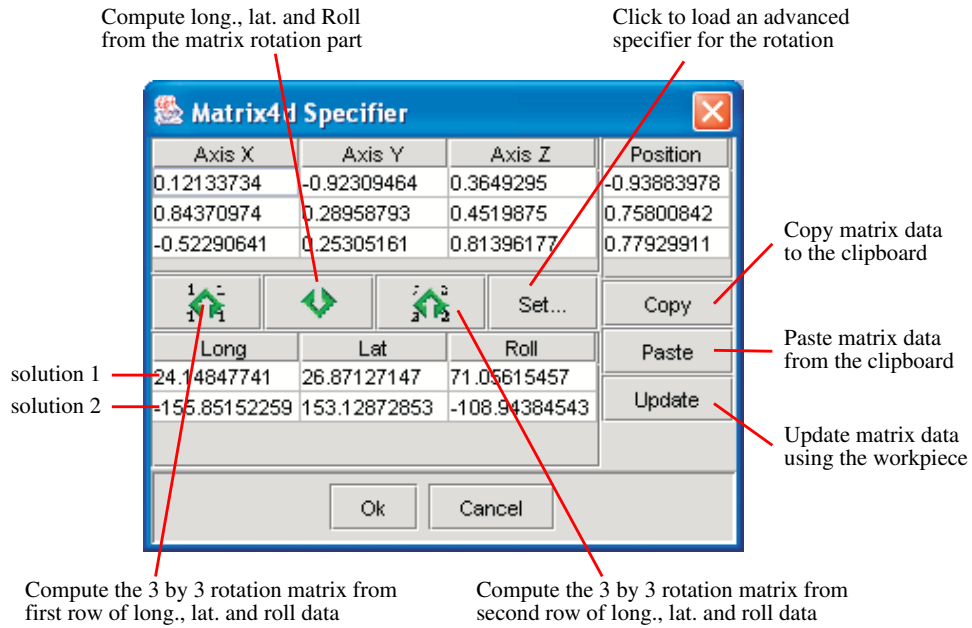 Compute long., lat. and Roll
from the matrix rotation part
Click to load an advanced
specifier for the rotation
Matrix4d Specifier
Axis X Axis Y Axis Z Position
0.12133734 -0.92309464 0.3649295 -0.93883978
0.84370974 0.28958793 0.4519875 0.75800842
-0.52290641 0.25305161 0.81396177 0.77929911
Copy matrix data
to the clipboard
Set... Copy
Paste matrix data
from the clipboard
Long Lat Roll Paste
solution 1 24.14847741 26.87127147 71.05615457
solution 2 -155.85152259 153.12872853 -108.94384543 Update
Update matrix data
using the workpiece
Ok Cancel
Compute the 3 by 3 rotation matrix from
first row of long., lat. and roll data
Compute the 3 by 3 rotation matrix from
second row of long., lat. and roll data